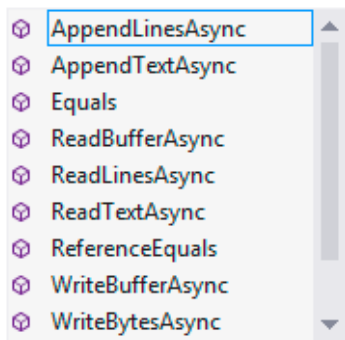 AppendLinesAsync
AppendTextAsync
Equals
ReadBufferAsync
ReadLinesAsync
ReadTextAsync
ReferenceEquals
WriteBufferAsync
WriteBytesAsync